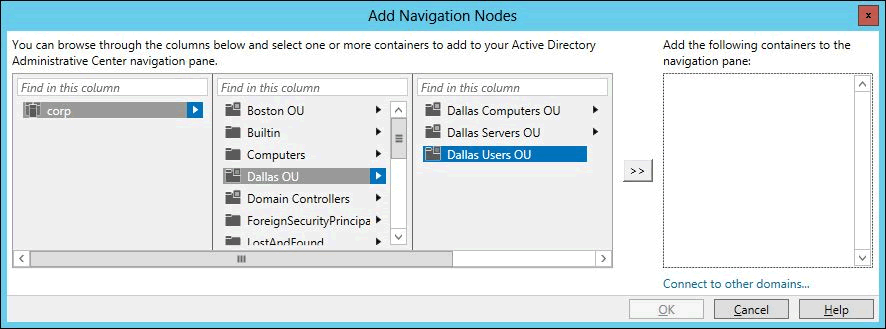 Add Navigation Nodes
x
You can browse through the columns below and select one or more containers to add to your Active Directory
Administrative Center navigation pane.
Add the following containers to the
navigation pane:
Find in this column
corp
Find in this column
Boston OU
Builtin
Computers
Dallas OU
Domain Controllers
ForeignSecurityPrincipa
LostAndFound
Find in this column
Dallas Computers OU
Dallas Servers OU
Dallas Users OU
>>
Connect to other domains...
OK
Cancel
Help